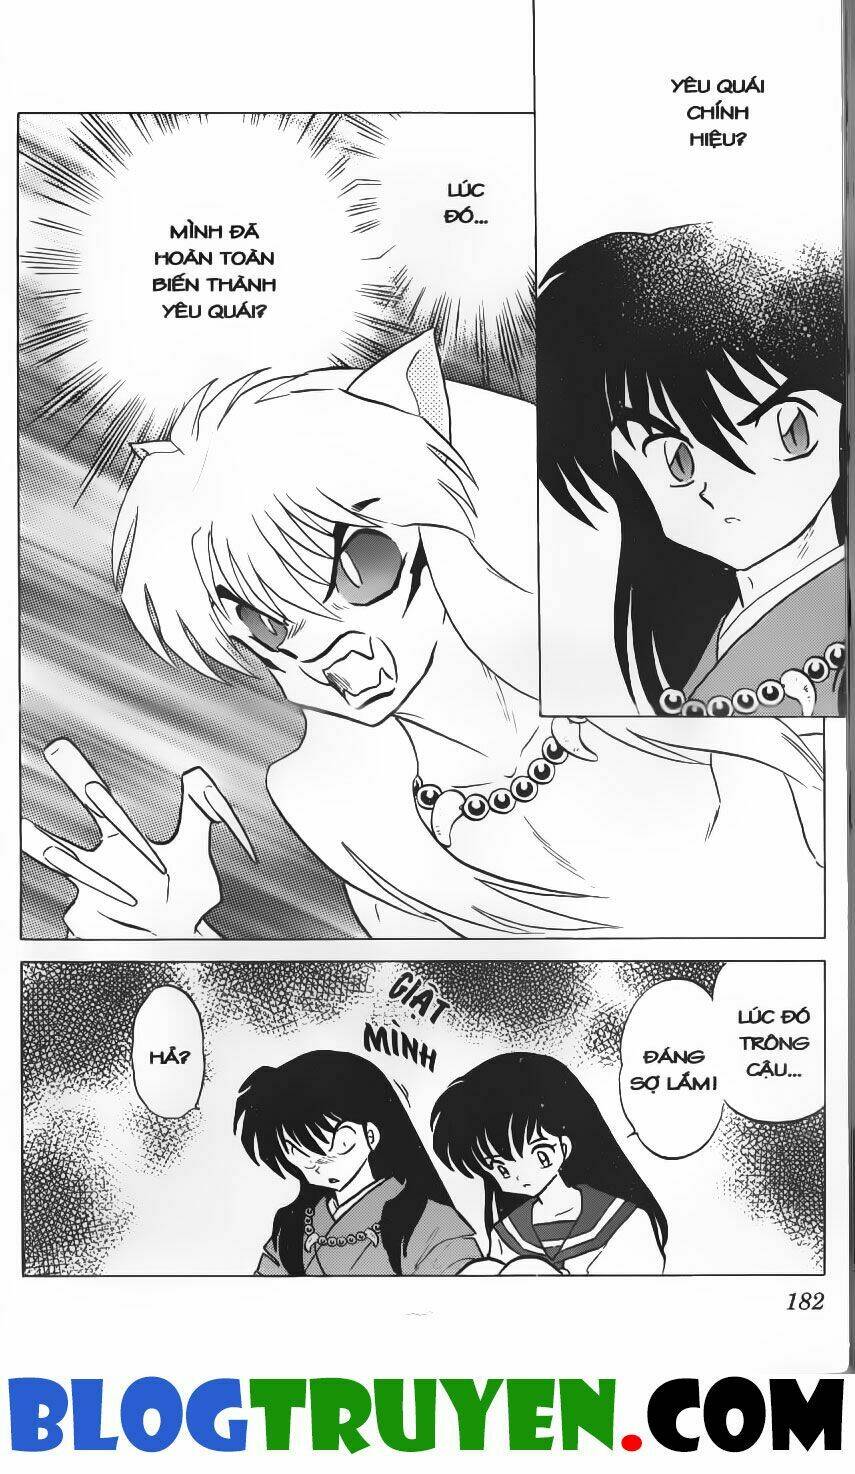 YÊU QUÁI
CHÍNH
HIỆU?
LÚC
ĐÓ...
MÌNH ĐÃ
HOÀN TOÀN
BIẾN THÀNH
YÊU QUÁI?
LÚC ĐÓ
TRÔNG
CẬU...
ĐÁNG
SỢ LẮM!
GIẬT
MÌNH
HẢ?
182
BLOGTRUYEN.COM